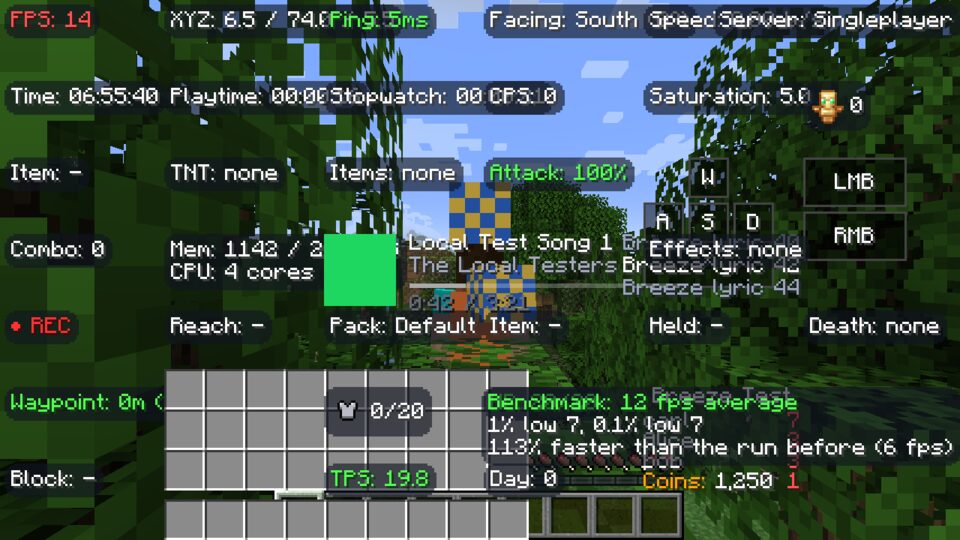 FPS: 14
XYZ: 6.5 / 74.0
Ping: 5ms
Facing: South
Speed
Server: Singleplayer
Time: 06:55:40
Playtime: 00:00
Stopwatch: 00
CPS: 0
Saturation: 5.0
0
Item: -
TNT: none
Items: none
Attack: 100%
W
LMB
A S D
RMB
Combo: 0
Mem: 1142 / 2
CPU: 4 cores
Local Test Song 1
The Local Testers
0:42 / 3:21
Effects: none
Breeze lyric 42
Breeze lyric 44
• REC
Reach: -
Pack: Default
Item: -
Held: -
Death: none
Waypoint: 0m (
0/20
Breeze Test
Benchmark: 12 fps average
1% low 7, 0.1% low 7
113% faster than the run before (6 fps)
Block: -
TPS: 19.8
Day: 0
Coins: 1,250
1